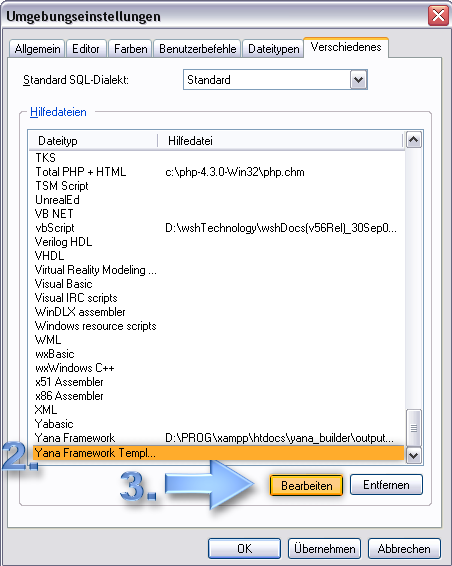 Umgebungseinstellungen
Allgemein Editor Farben Benutzerbefehle Dateitypen Verschiedenes
Standard SQL-Dialekt: Standard
Hilfedateien
Dateityp Hilfedatei
TKS
Total PHP + HTML c:\php-4.3.0-Win32\php.chm
TSM Script
UnrealEd
VB NET
vbScript D:\wshTechnology\wshDocs(v56Rel)_30Sep0...
Verilog HDL
VHDL
Virtual Reality Modeling ...
Visual Basic
Visual IRC scripts
WinDLX assembler
Windows resource scripts
WML
wxBasic
wxWindows C++
x51 Assembler
x86 Assembler
XML
Yabasic
Yana Framework D:\PROG\xampp\htdocs\yana_builder\output...
2. Yana Framework Templ...
3. Bearbeiten Entfernen
OK Übernehmen Abbrechen